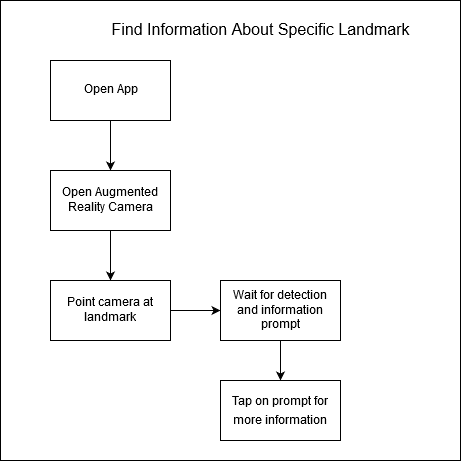 Find Information About Specific Landmark
Open App
Open Augmented
Reality Camera
Point camera at
landmark
Wait for detection
and information
prompt
Tap on prompt for
more information